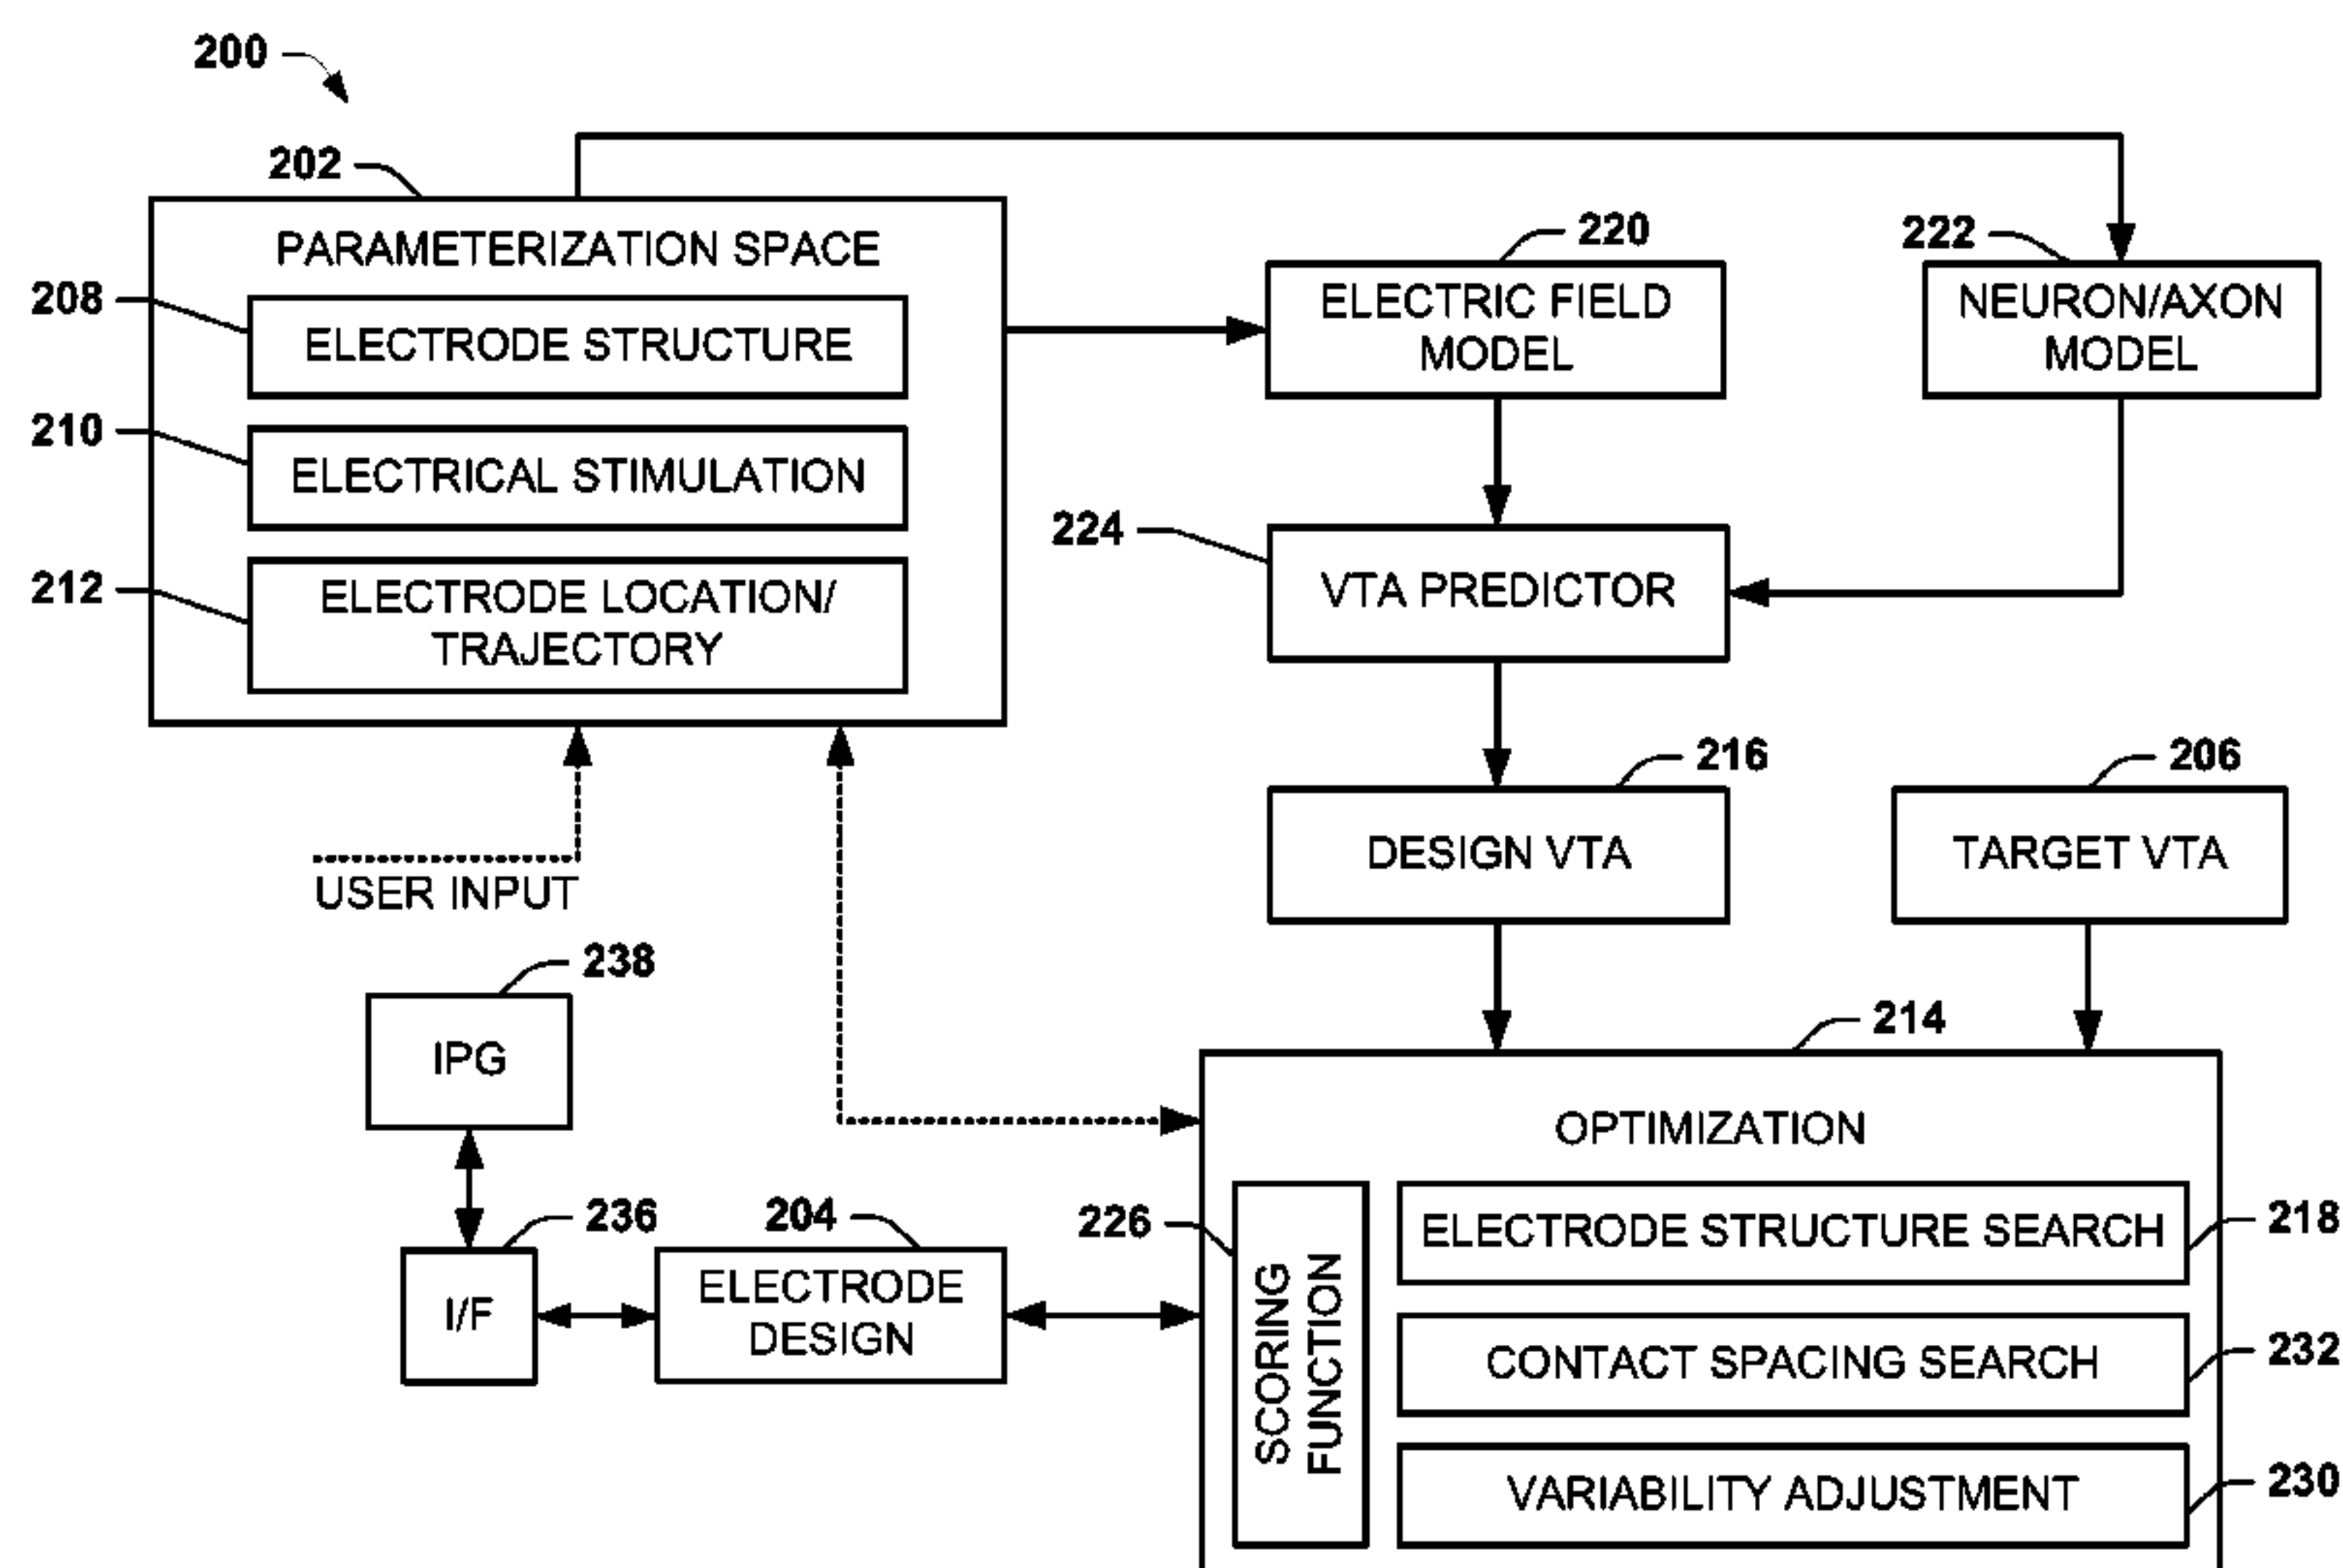 200
202
PARAMETERIZATION SPACE
208
ELECTRODE STRUCTURE
210
ELECTRICAL STIMULATION
212
ELECTRODE LOCATION/
TRAJECTORY
220
ELECTRIC FIELD
MODEL
222
NEURON/AXON
MODEL
224
VTA PREDICTOR
216
DESIGN VTA
206
TARGET VTA
USER INPUT
238
IPG
236
I/F
204
ELECTRODE
DESIGN
214
OPTIMIZATION
226
SCORING
FUNCTION
ELECTRODE STRUCTURE SEARCH
218
CONTACT SPACING SEARCH
232
VARIABILITY ADJUSTMENT
230